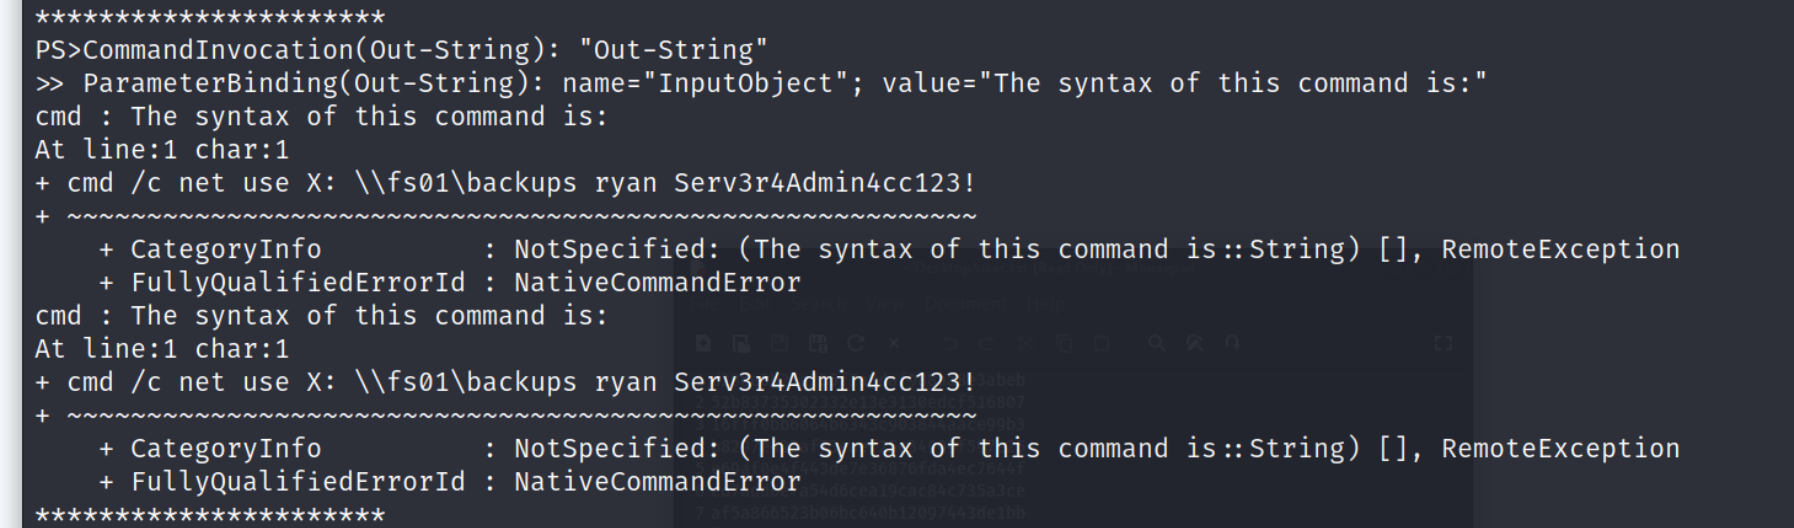 **********************
PS>CommandInvocation(Out-String): "Out-String"
>> ParameterBinding(Out-String): name="InputObject"; value="The syntax of this command is:"
cmd : The syntax of this command is:
At line:1 char:1
+ cmd /c net use X: \\fs01\backups ryan Serv3r4Admin4cc123!
+ ~~~~~~~~~~~~~~~~~~~~~~~~~~~~~~~~~~~~~~~~~~~~~~~~~~~~~~~~~
    + CategoryInfo          : NotSpecified: (The syntax of this command is::String) [], RemoteException
    + FullyQualifiedErrorId : NativeCommandError
cmd : The syntax of this command is:
At line:1 char:1
+ cmd /c net use X: \\fs01\backups ryan Serv3r4Admin4cc123!
+ ~~~~~~~~~~~~~~~~~~~~~~~~~~~~~~~~~~~~~~~~~~~~~~~~~~~~~~~~~
    + CategoryInfo          : NotSpecified: (The syntax of this command is::String) [], RemoteException
    + FullyQualifiedErrorId : NativeCommandError
**********************